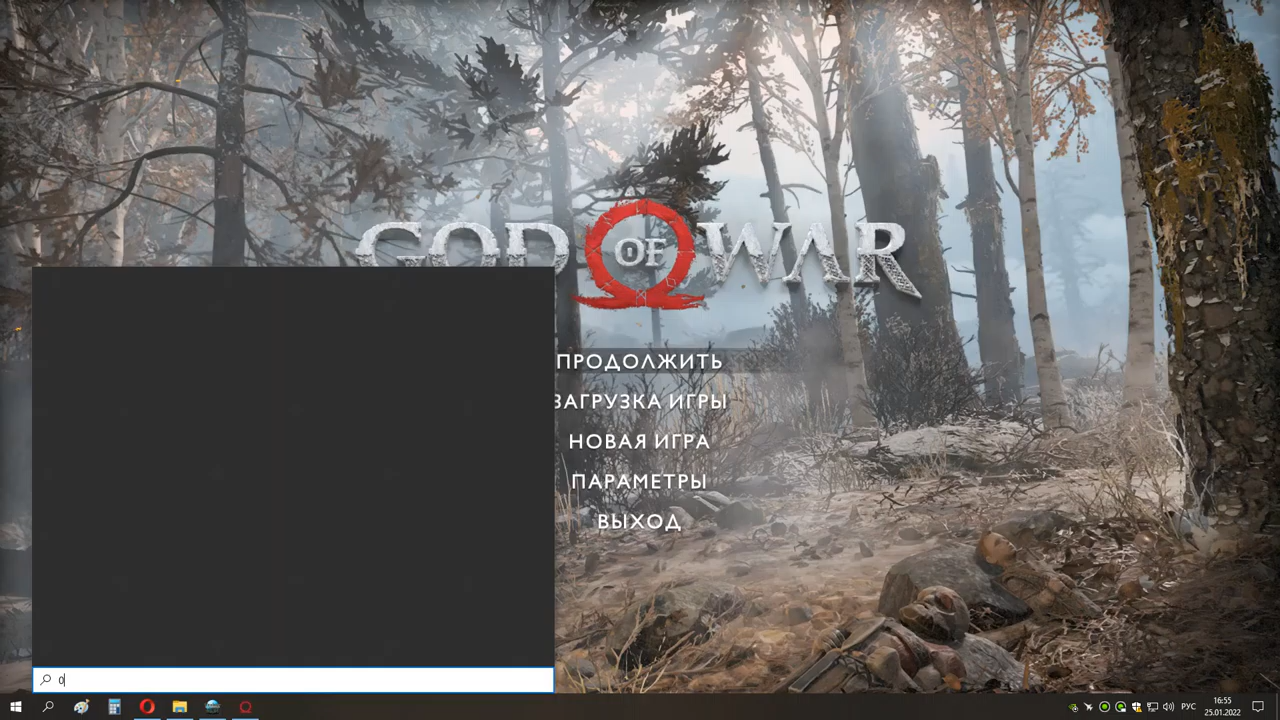 GOD OF WAR
ПРОДОЛЖИТЬ
ЗАГРУЗКА ИГРЫ
НОВАЯ ИГРА
ПАРАМЕТРЫ
ВЫХОД
0
РУС
16:55
25.01.2022